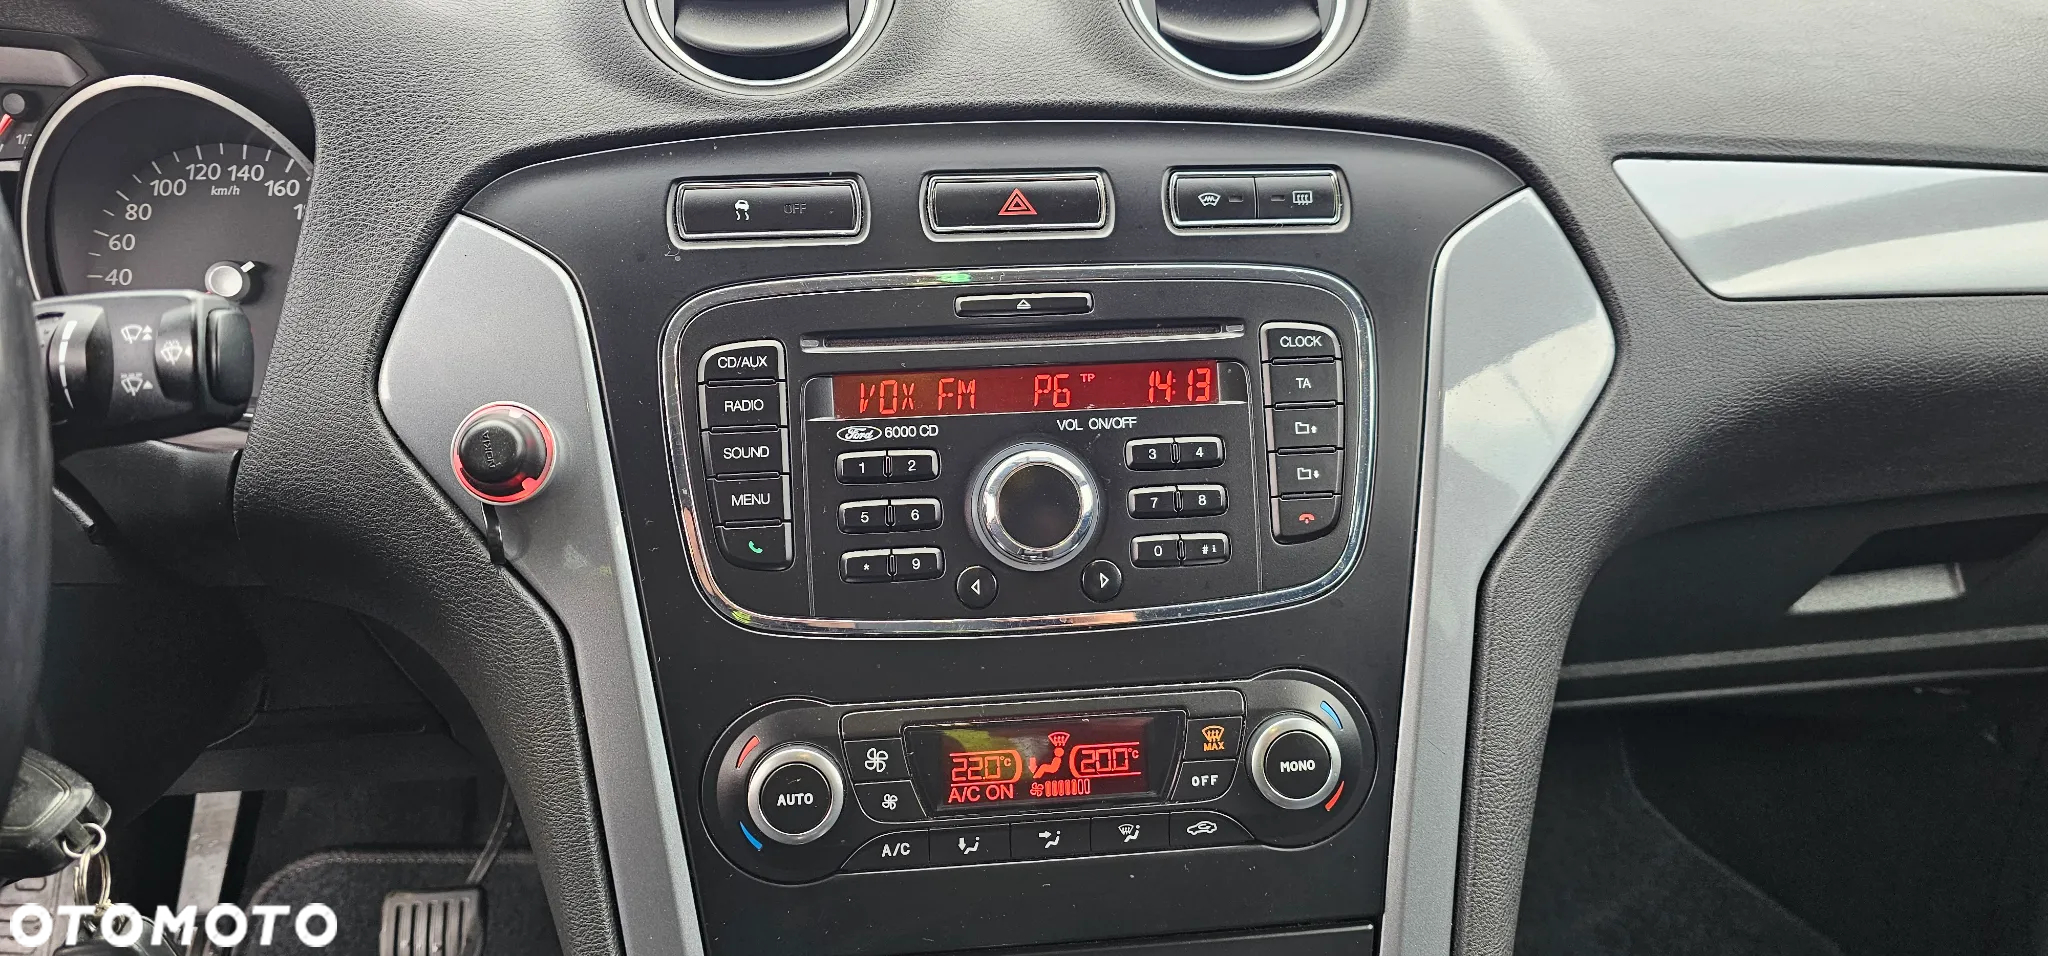 1/
120 140
100 km/h 160
80 1
60
40
OFF
CD/AUX
RADIO
SOUND
MENU
VOX FM P6 TP 14:13
Ford 6000 CD
VOL ON/OFF
1 2 3 4
5 6 7 8
* 9 0 # i
CLOCK
TA
22.0°C 20.0°C
A/C ON
MAX
AUTO
OFF
MONO
A/C
OTOMOTO